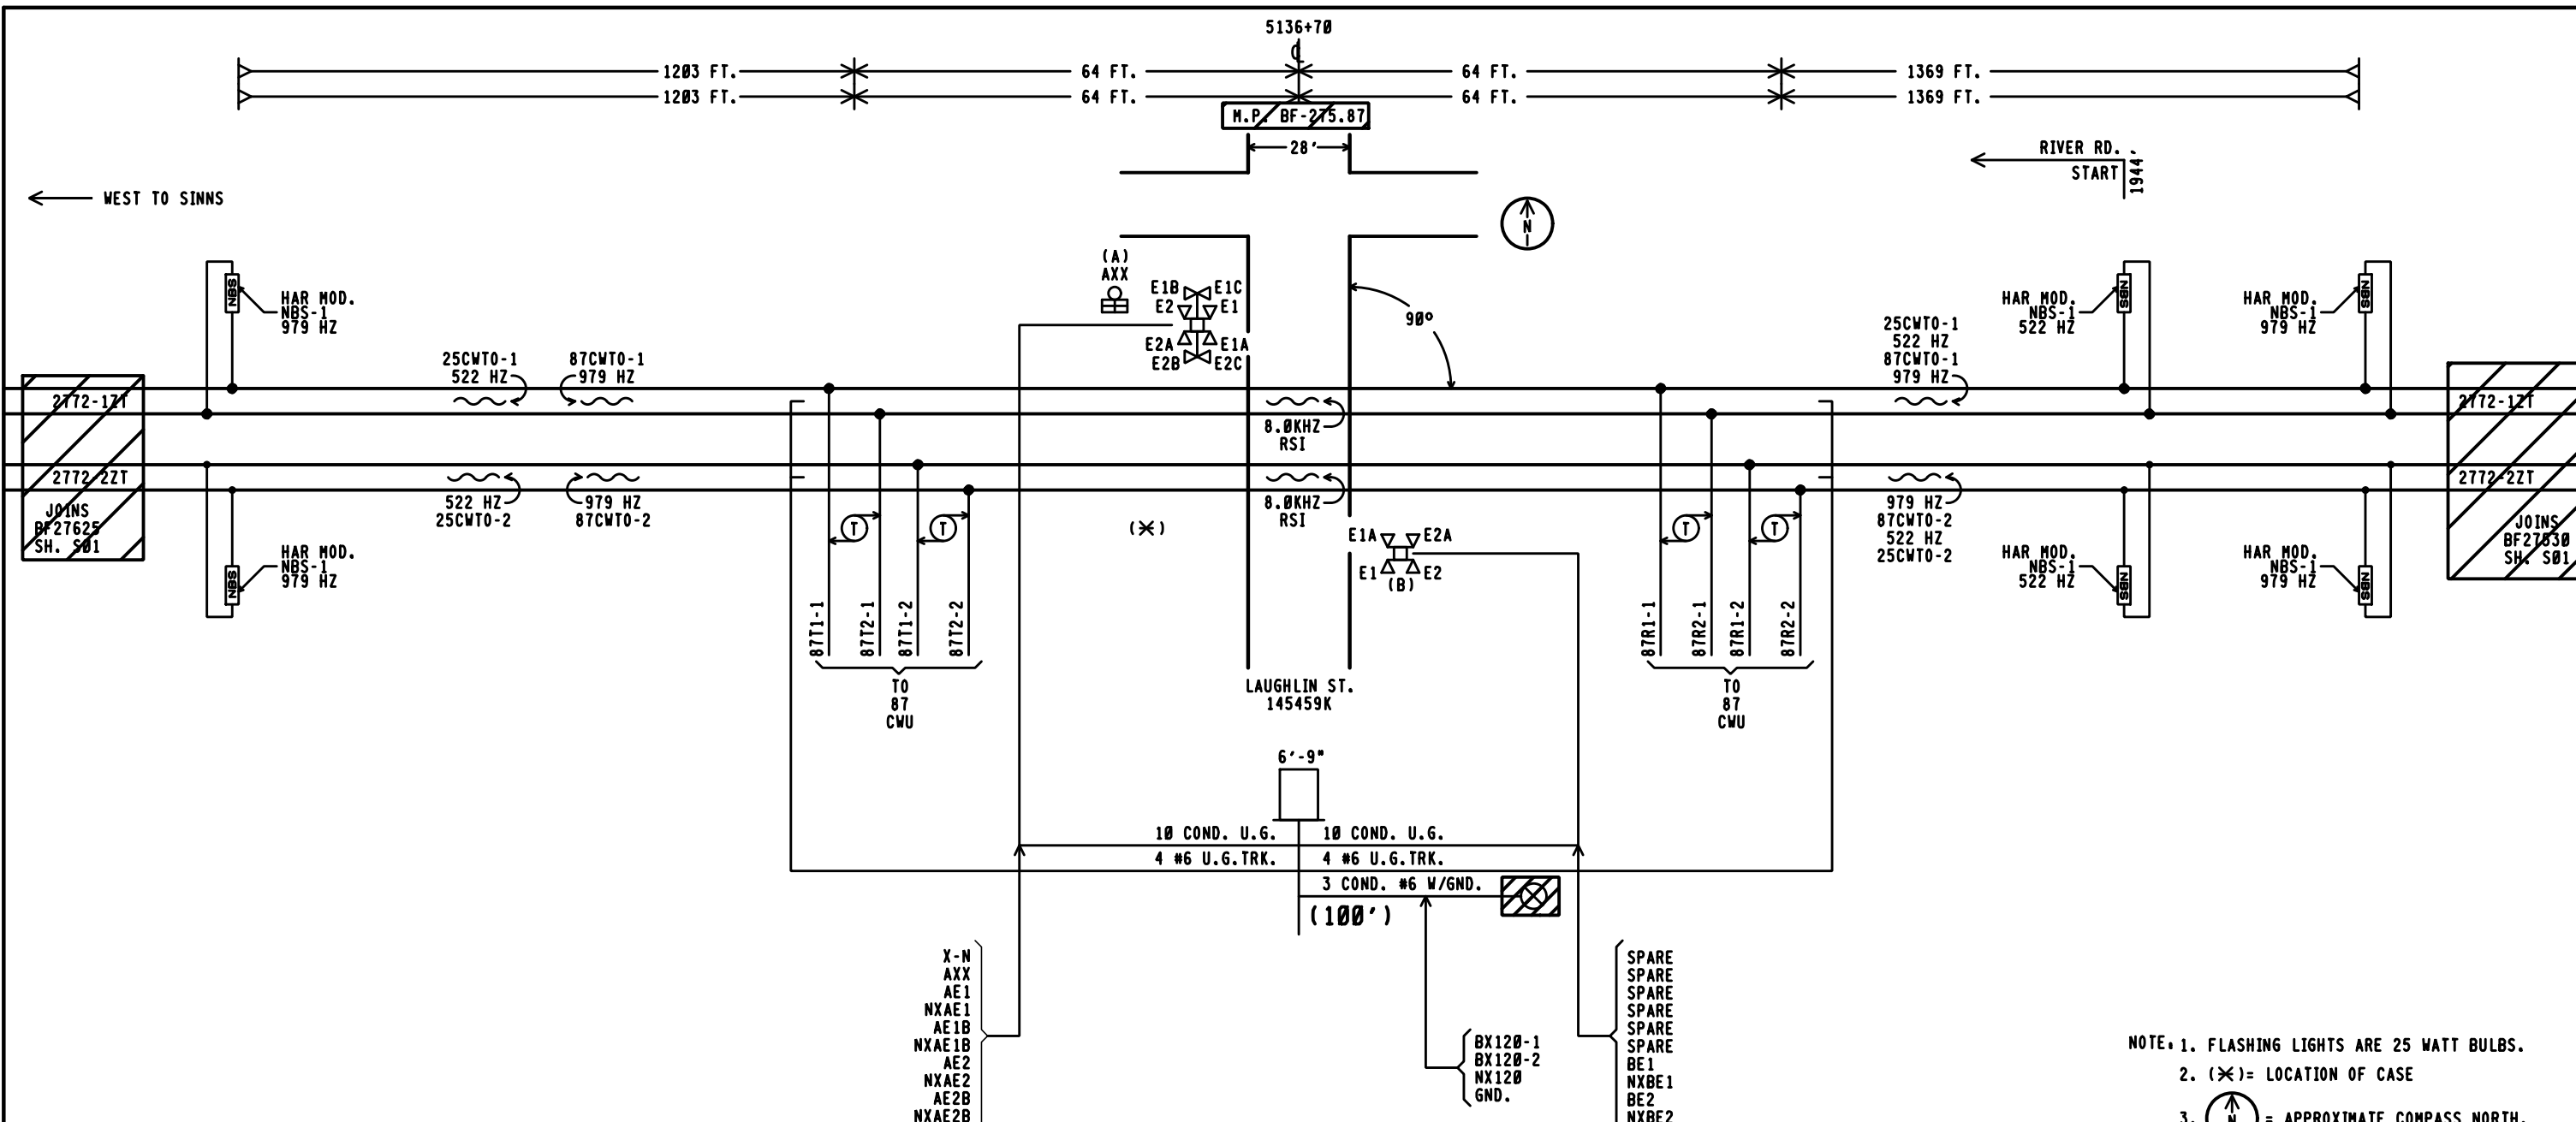 5136+70
1203 FT.
64 FT.
64 FT.
1369 FT.
1203 FT.
64 FT.
64 FT.
1369 FT.
M.P. BF-275.87
28'
RIVER RD.
START
1944'
WEST TO SINNS
N
(A)
AXX
E1B
E1C
E2
E1
E2A
E1A
E2B
E2C
90°
NBS
HAR MOD.
NBS-1
979 HZ
25CWTO-1
522 HZ
87CWTO-1
979 HZ
25CWTO-1
522 HZ
87CWTO-1
979 HZ
HAR MOD.
NBS-1
522 HZ
NBS
HAR MOD.
NBS-1
979 HZ
NBS
2772-1ZT
8.0KHZ
RSI
2772-1ZT
2772-2ZT
522 HZ
25CWTO-2
979 HZ
87CWTO-2
8.0KHZ
RSI
979 HZ
87CWTO-2
522 HZ
25CWTO-2
2772-2ZT
JOINS
BF27625
SH. S01
JOINS
BF27530
SH. S01
NBS
HAR MOD.
NBS-1
979 HZ
T
T
E1A
E2A
E1
E2
(B)
T
T
HAR MOD.
NBS-1
522 HZ
NBS
HAR MOD.
NBS-1
979 HZ
NBS
87T1-1
87T2-1
87T1-2
87T2-2
TO
87
CWU
87R1-1
87R2-1
87R1-2
87R2-2
TO
87
CWU
LAUGHLIN ST.
145459K
6'-9"
10 COND. U.G.
10 COND. U.G.
4 #6 U.G.TRK.
4 #6 U.G.TRK.
3 COND. #6 W/GND.
(100')
X-N
AXX
AE1
NXAE1
AE1B
NXAE1B
AE2
NXAE2
AE2B
NXAE2B
BX120-1
BX120-2
NX120
GND.
SPARE
SPARE
SPARE
SPARE
SPARE
SPARE
BE1
NXBE1
BE2
NXBE2
NOTE: 1. FLASHING LIGHTS ARE 25 WATT BULBS.
2. (X)= LOCATION OF CASE
3. N = APPROXIMATE COMPASS NORTH.